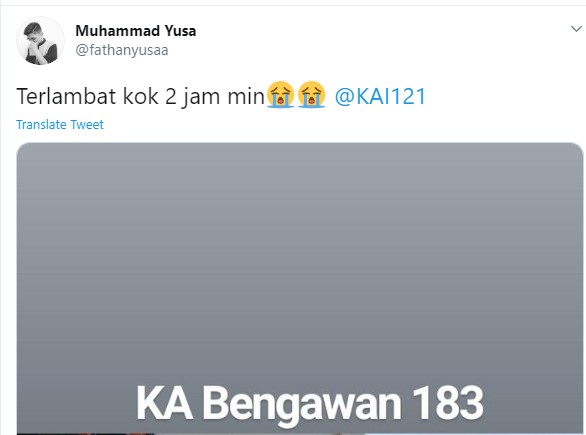 Muhammad Yusa
@fathanyusaa
Terlambat kok 2 jam min😭😭 @KAI121
Translate Tweet
KA Bengawan 183